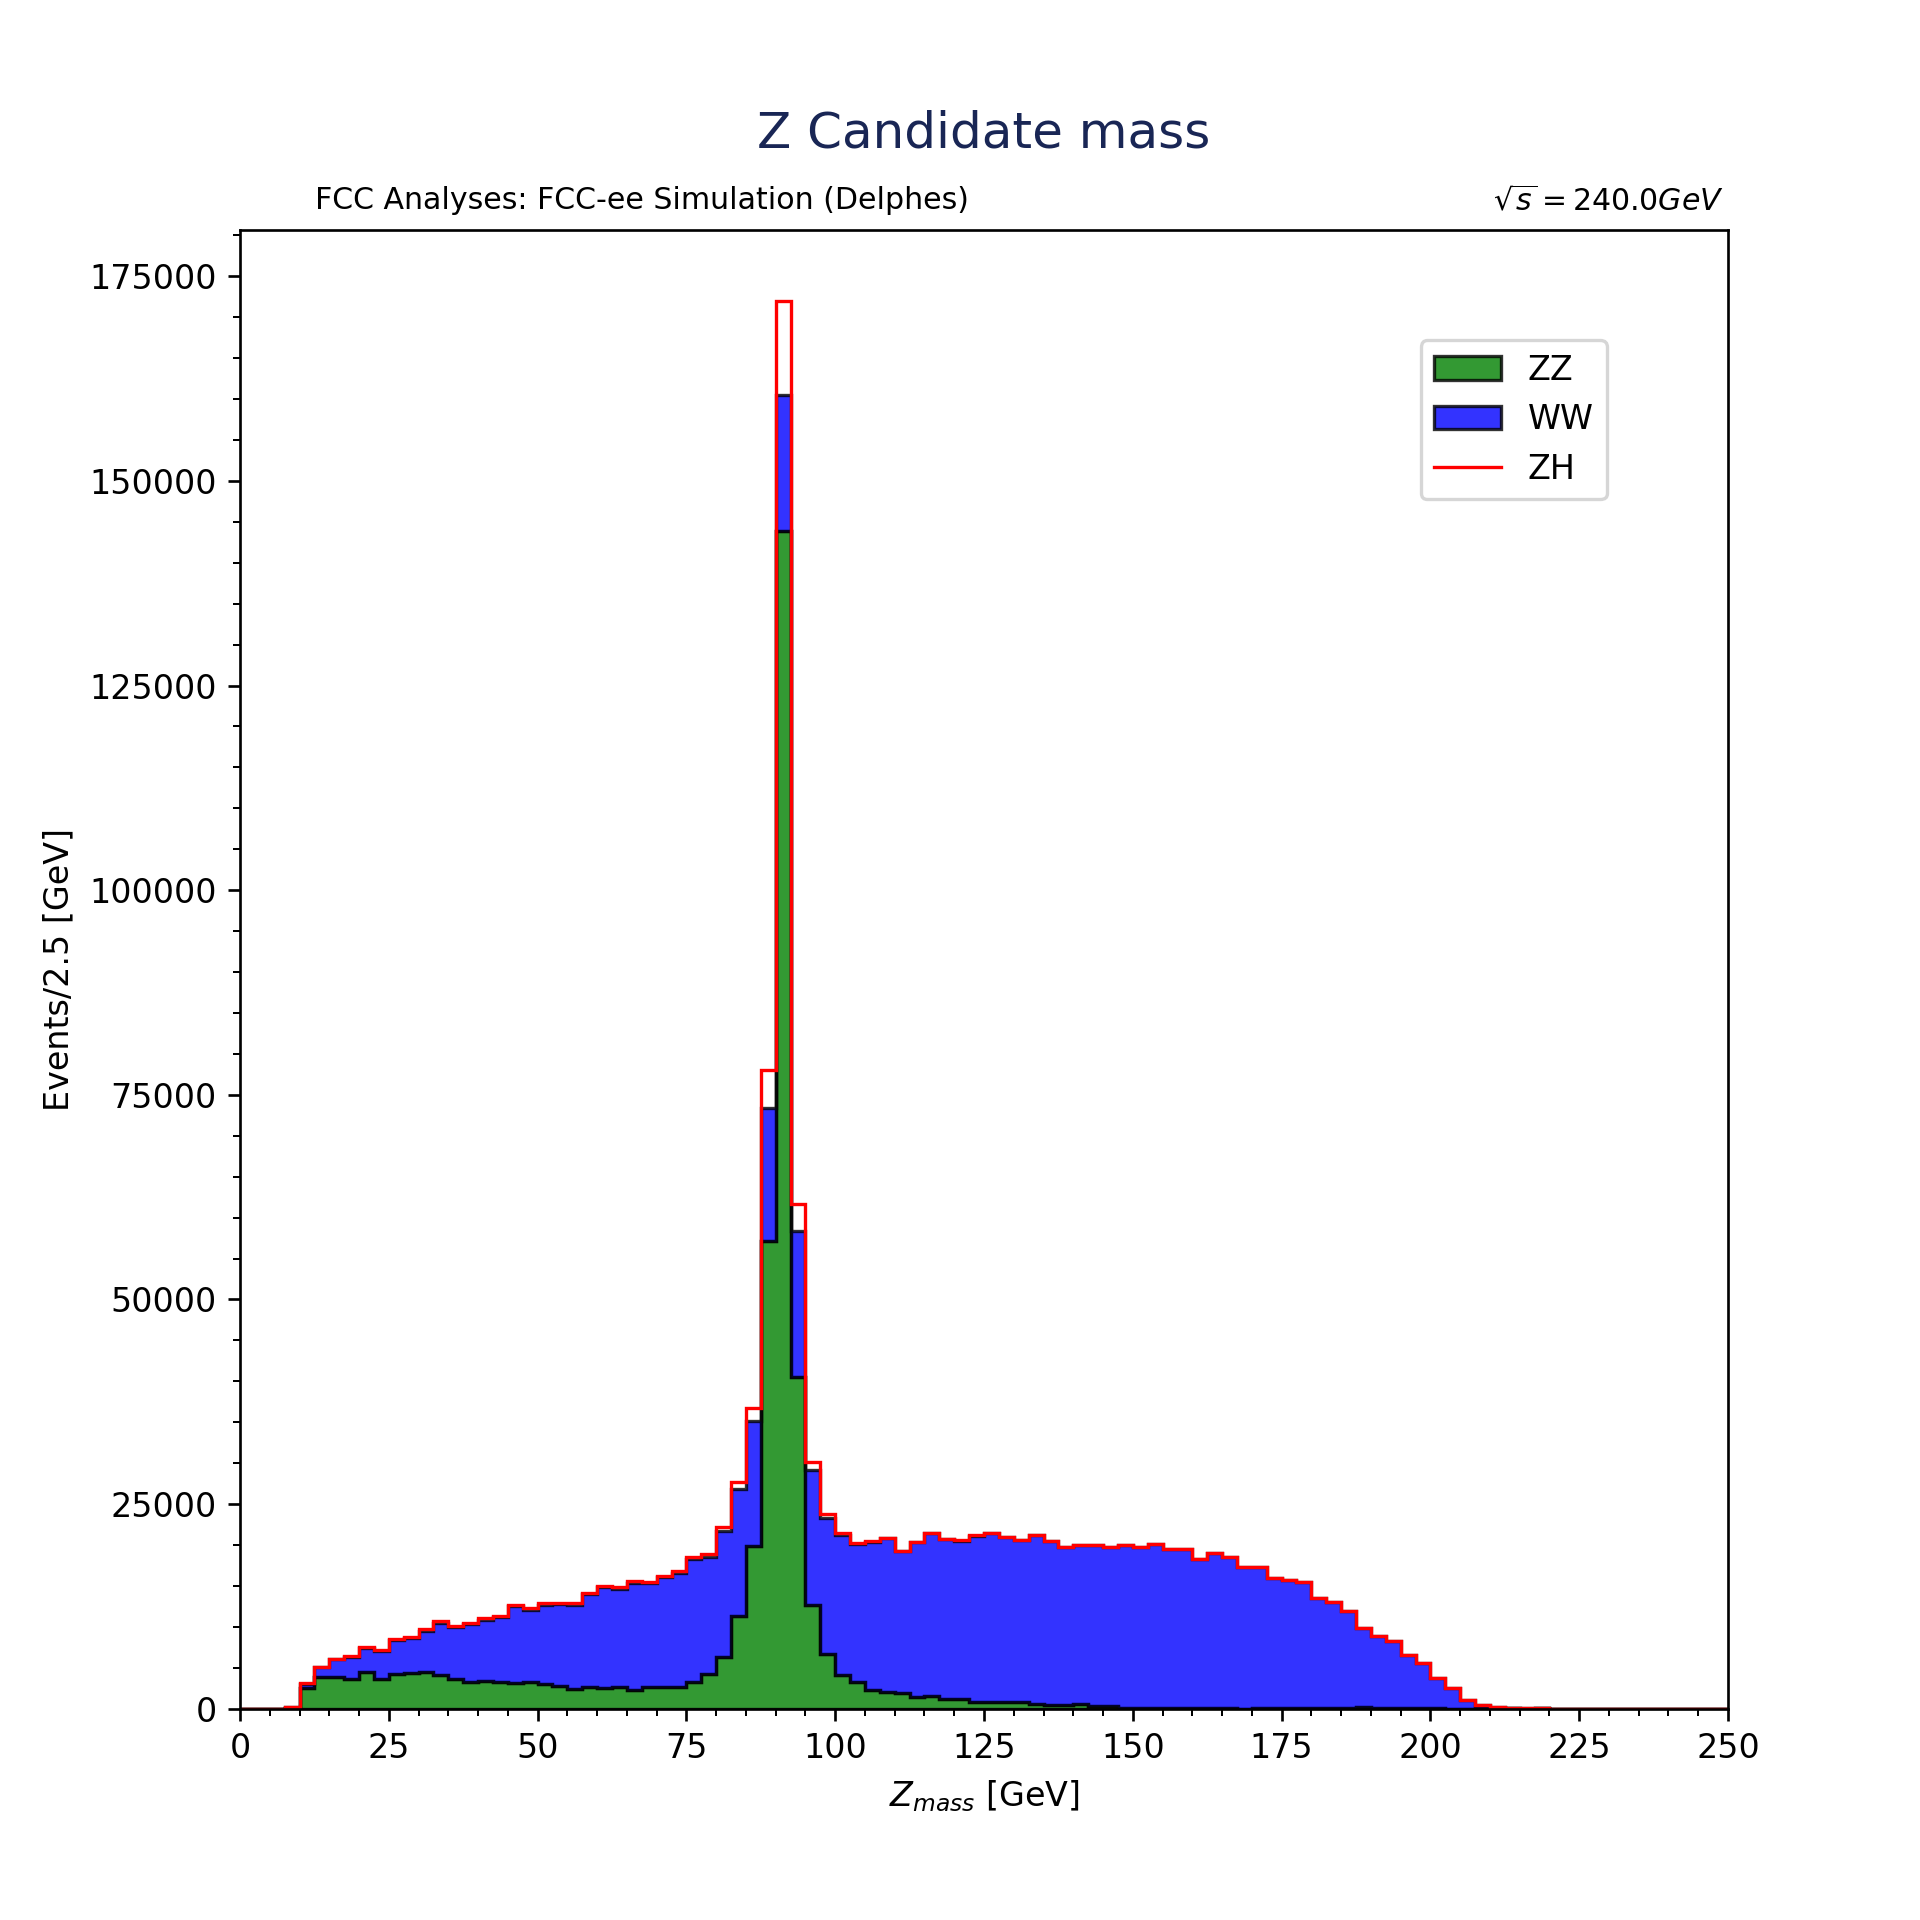 Z Candidate mass
FCC Analyses: FCC-ee Simulation (Delphes)
√s = 240.0GeV
175000
150000
125000
100000
75000
50000
25000
0
Events/2.5 [GeV]
ZZ
WW
ZH
0 25 50 75 100 125 150 175 200 225 250
Z_mass [GeV]